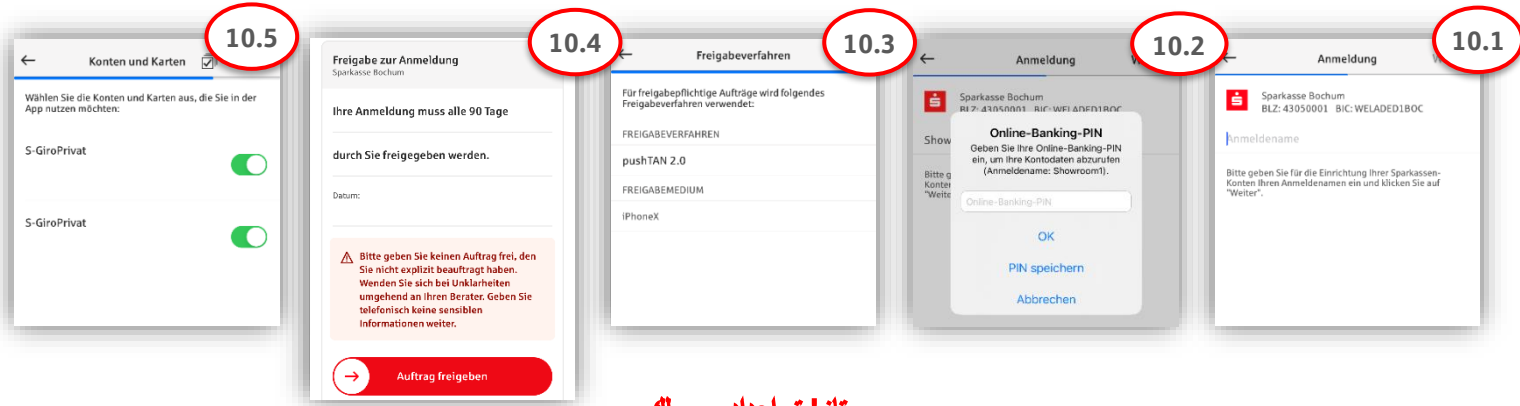 10.5
← Konten und Karten
Wählen Sie die Konten und Karten aus, die Sie in der
App nutzen möchten:
S-GiroPrivat
S-GiroPrivat
10.4
Freigabe zur Anmeldung
Sparkasse Bochum
Ihre Anmeldung muss alle 90 Tage
durch Sie freigegeben werden.
Datum:
Bitte geben Sie keinen Auftrag frei, den
Sie nicht explizit beauftragt haben.
Wenden Sie sich bei Unklarheiten
umgehend an Ihren Berater. Geben Sie
telefonisch keine sensiblen
Informationen weiter.
→ Auftrag freigeben
10.3
← Freigabeverfahren
Für freigabepflichtige Aufträge wird folgendes
Freigabeverfahren verwendet:
FREIGABEVERFAHREN
pushTAN 2.0
FREIGABEMEDIUM
iPhoneX
10.2
← Anmeldung
Sparkasse Bochum
BLZ: 43050001 BIC: WELADED1BOC
Show
Bitte g
Konten
"Weite
Online-Banking-PIN
Geben Sie Ihre Online-Banking-PIN
ein, um Ihre Kontodaten abzurufen
(Anmeldename: Showroom1).
Online-Banking-PIN
OK
PIN speichern
Abbrechen
10.1
← Anmeldung
Sparkasse Bochum
BLZ: 43050001 BIC: WELADED1BOC
Anmeldename
Bitte geben Sie für die Einrichtung Ihrer Sparkassen-
Konten Ihren Anmeldenamen ein und klicken Sie auf
"Weiter".